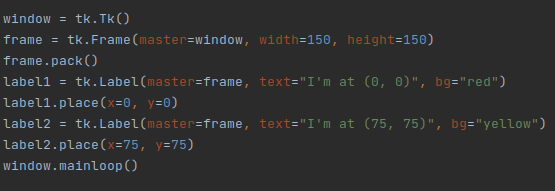 window = tk.Tk()
frame = tk.Frame(master=window, width=150, height=150)
frame.pack()
label1 = tk.Label(master=frame, text="I'm at (0, 0)", bg="red")
label1.place(x=0, y=0)
label2 = tk.Label(master=frame, text="I'm at (75, 75)", bg="yellow")
label2.place(x=75, y=75)
window.mainloop()